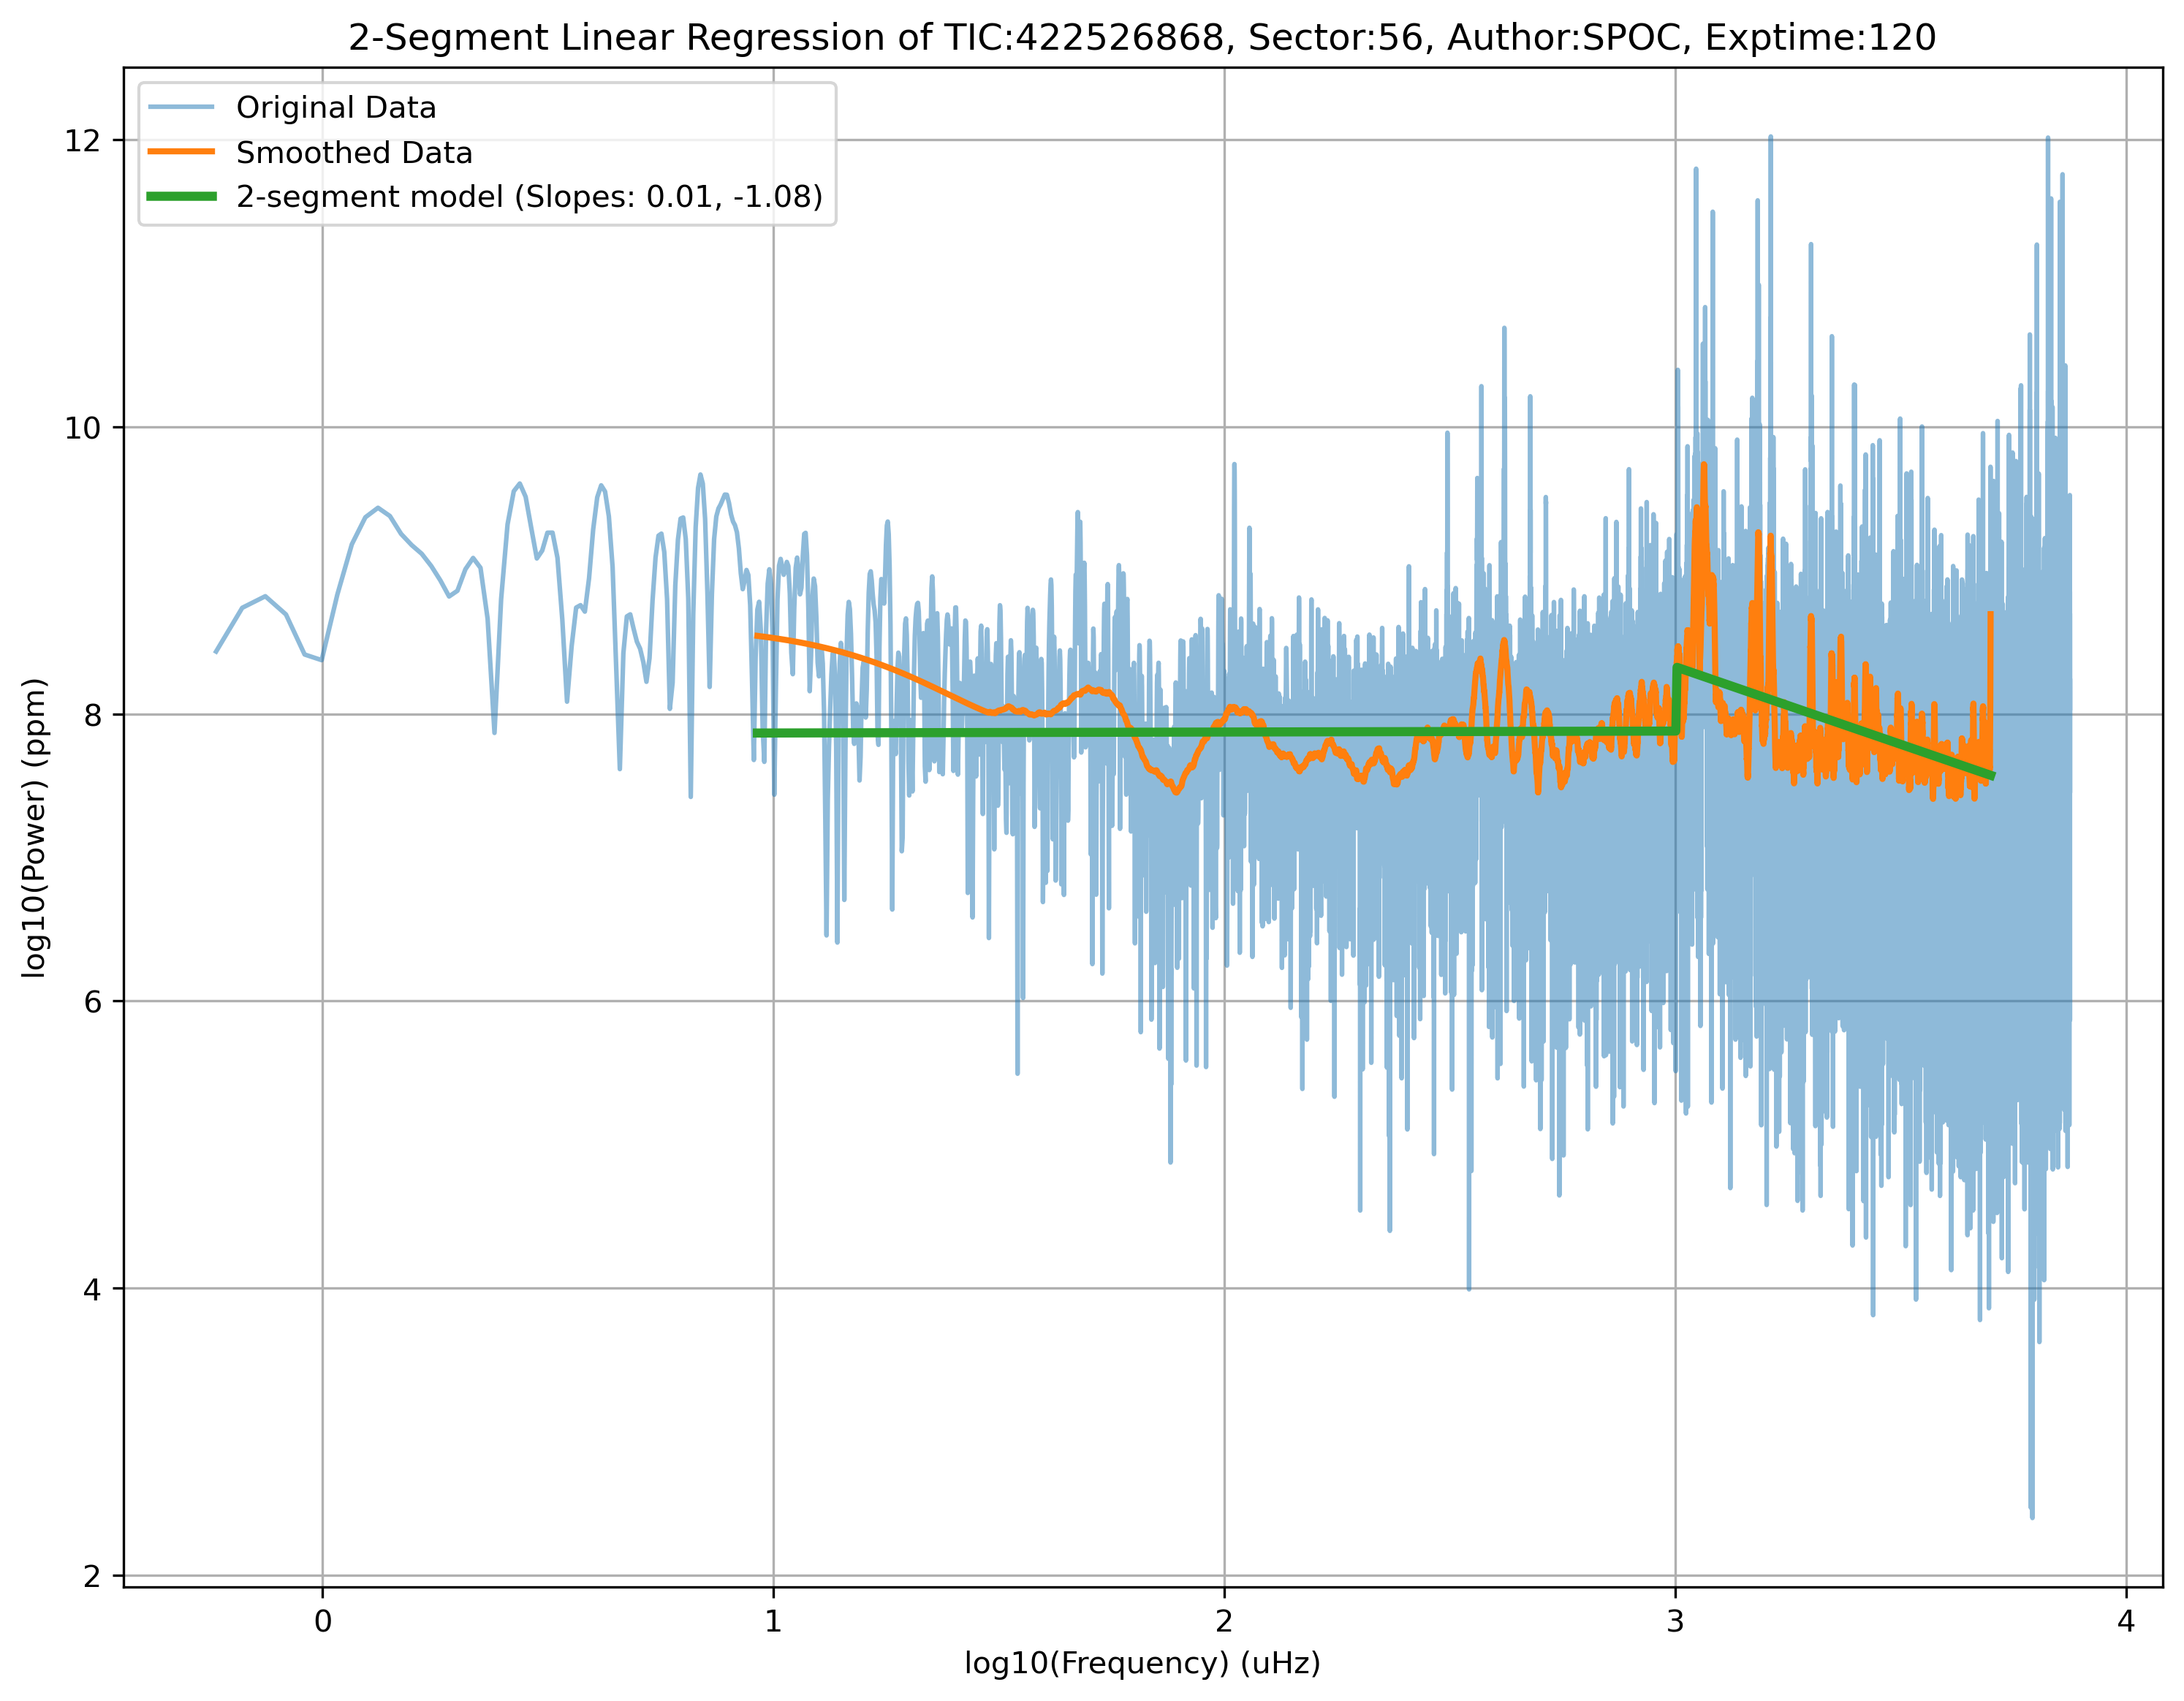 2-Segment Linear Regression of TIC:422526868, Sector:56, Author:SPOC, Exptime:120
Original Data
Smoothed Data
2-segment model (Slopes: 0.01, -1.08)
12
10
8
6
4
2
log10(Power) (ppm)
0 1 2 3 4
log10(Frequency) (uHz)